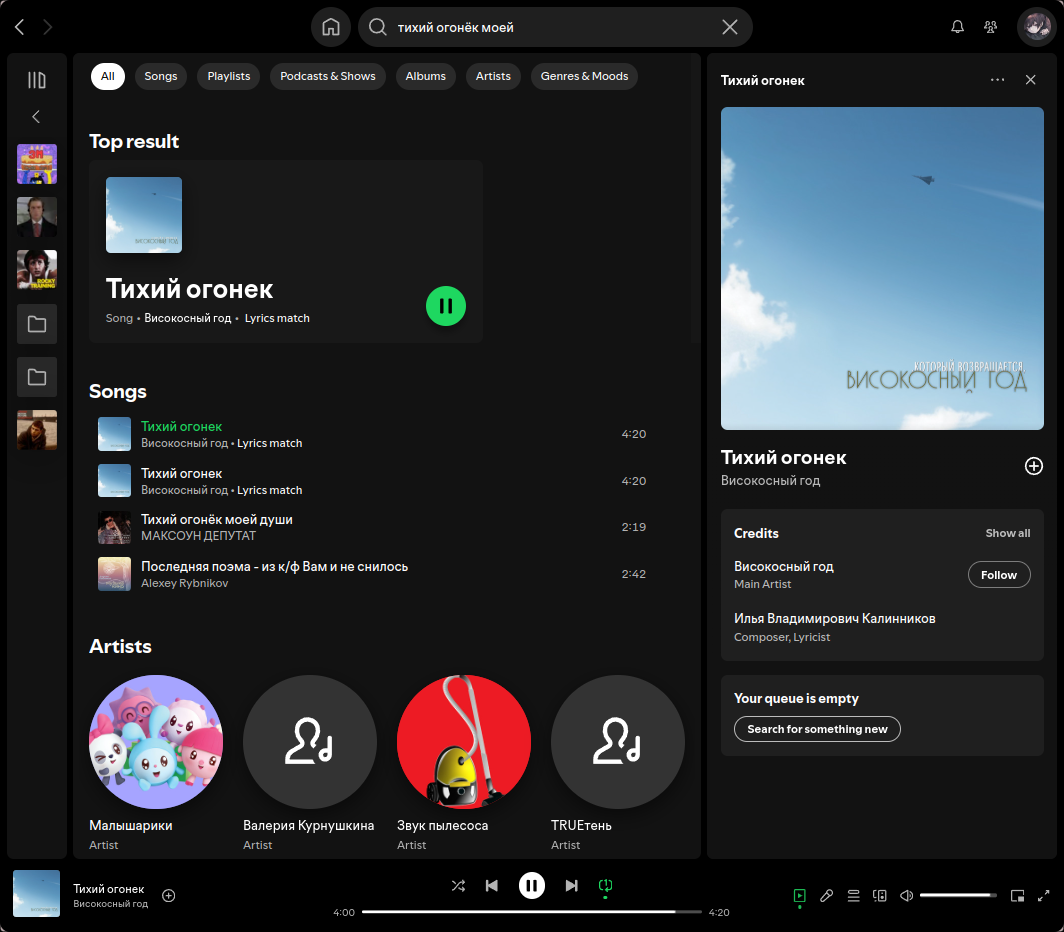 тихий огонёк моей
All
Songs
Playlists
Podcasts & Shows
Albums
Artists
Genres & Moods
Top result
ВИСОКОСНЫЙ ГОД
Тихий огонек
Song • Високосный год • Lyrics match
Songs
Тихий огонек
Високосный год • Lyrics match
4:20
Тихий огонек
Високосный год • Lyrics match
4:20
Тихий огонёк моей души
МАКСОУН ДЕПУТАТ
2:19
Последняя поэма - из к/ф Вам и не снилось
Alexey Rybnikov
2:42
Artists
Малышарики
Artist
Валерия Курнушкина
Artist
Звук пылесоса
Artist
TRUEтень
Artist
Тихий огонек
КОТОРЫЙ ВОЗВРАЩАЕТСЯ
ВИСОКОСНЫЙ ГОД
Тихий огонек
Високосный год
Credits
Show all
Високосный год
Main Artist
Follow
Илья Владимирович Калинников
Composer, Lyricist
Your queue is empty
Search for something new
ROCKY
TRAINING
Тихий огонек
Високосный год
4:00
4:20